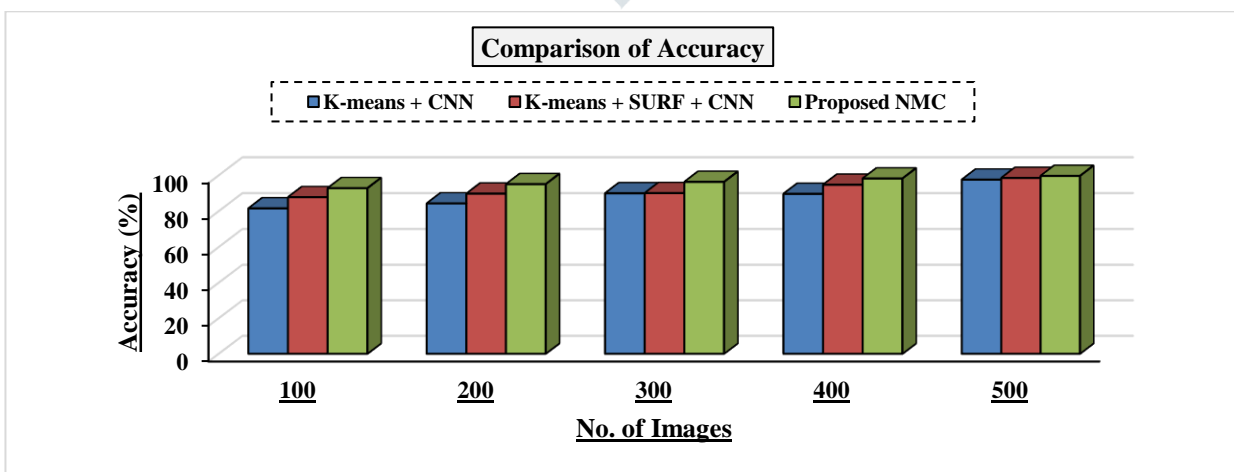 Comparison of Accuracy
K-means + CNN K-means + SURF + CNN Proposed NMC
Accuracy (%)
100
80
60
40
20
0
100 200 300 400 500
No. of Images